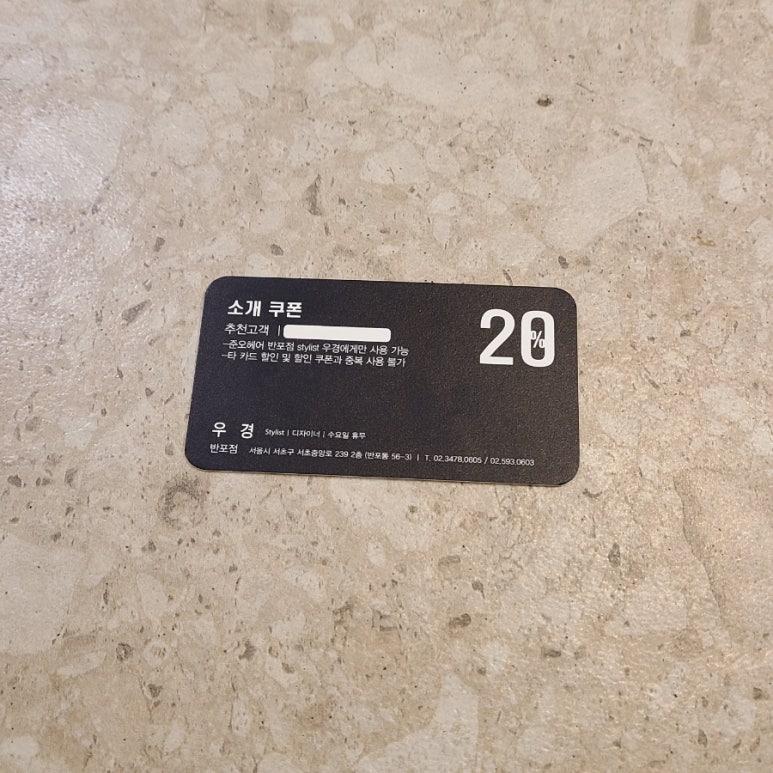 소개 쿠폰
20%
추천고객 |
-준오헤어 반포점 stylist 우경에게만 사용 가능
-타 카드 할인 및 할인 쿠폰과 중복 사용 불가
우 경 Stylist | 디자이너 | 수요일 휴무
반포점 서울시 서초구 서초중앙로 239 2층 (반포동 56-3) | T. 02.3478.0605 / 02.593.0603